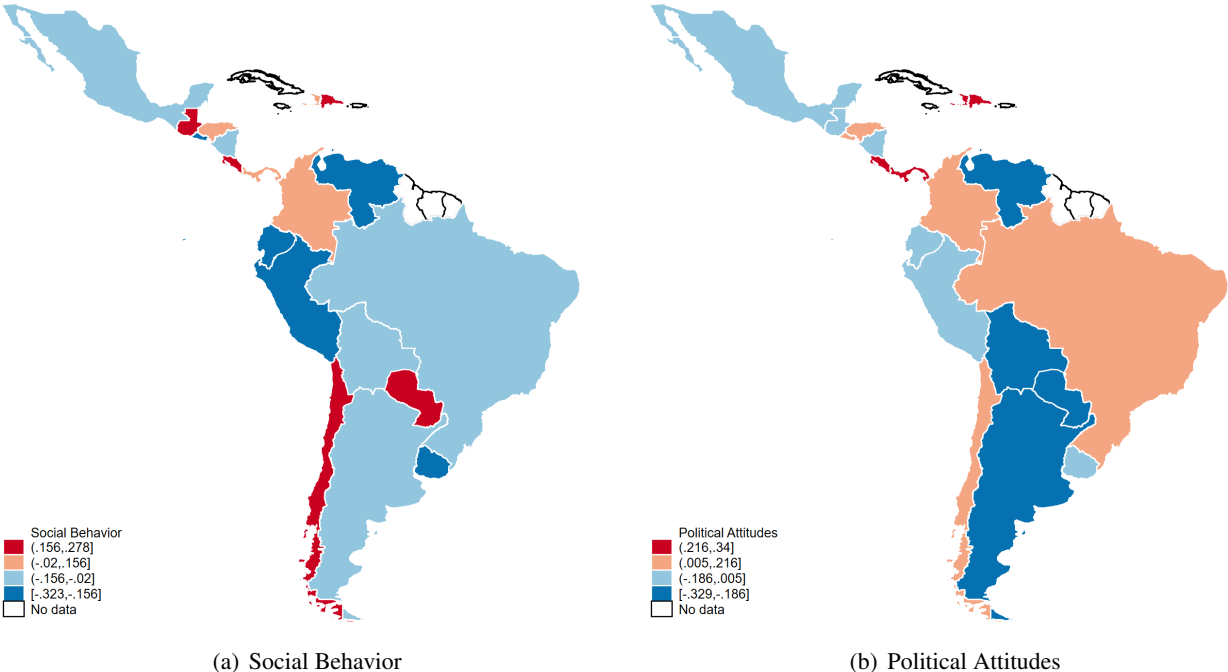 Social Behavior
(.156,.278]
(-.02,.156]
(-.156,-.02]
[-.323,-.156]
No data
(a) Social Behavior
Political Attitudes
(.216,.34]
(.005,.216]
(-.186,.005]
[-.329,-.186]
No data
(b) Political Attitudes